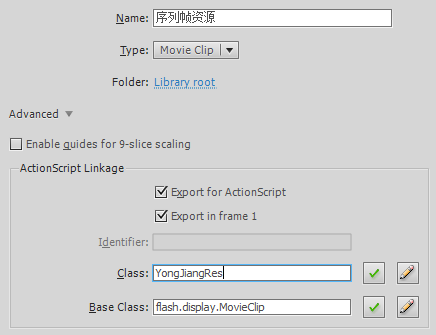 Name: 序列帧资源
Type: Movie Clip
Folder: Library root
Advanced
Enable guides for 9-slice scaling
ActionScript Linkage
Export for ActionScript
Export in frame 1
Identifier:
Class: YongJiangRes
Base Class: flash.display.MovieClip